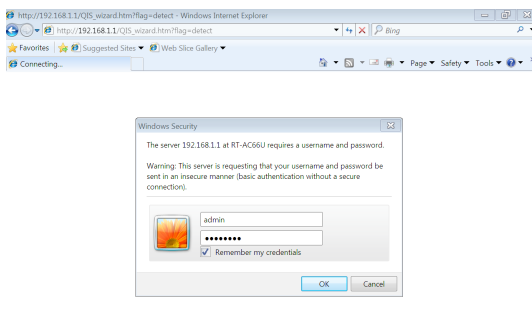 http://192.168.1.1/QIS_wizard.htm?flag=detect - Windows Internet Explorer
http://192.168.1.1/QIS_wizard.htm?flag=detect
Bing
Favorites Suggested Sites Web Slice Gallery
Connecting...
Page Safety Tools
Windows Security
The server 192.168.1.1 at RT-AC66U requires a username and password.
Warning: This server is requesting that your username and password be
sent in an insecure manner (basic authentication without a secure
connection).
admin
••••••••
Remember my credentials
OK Cancel